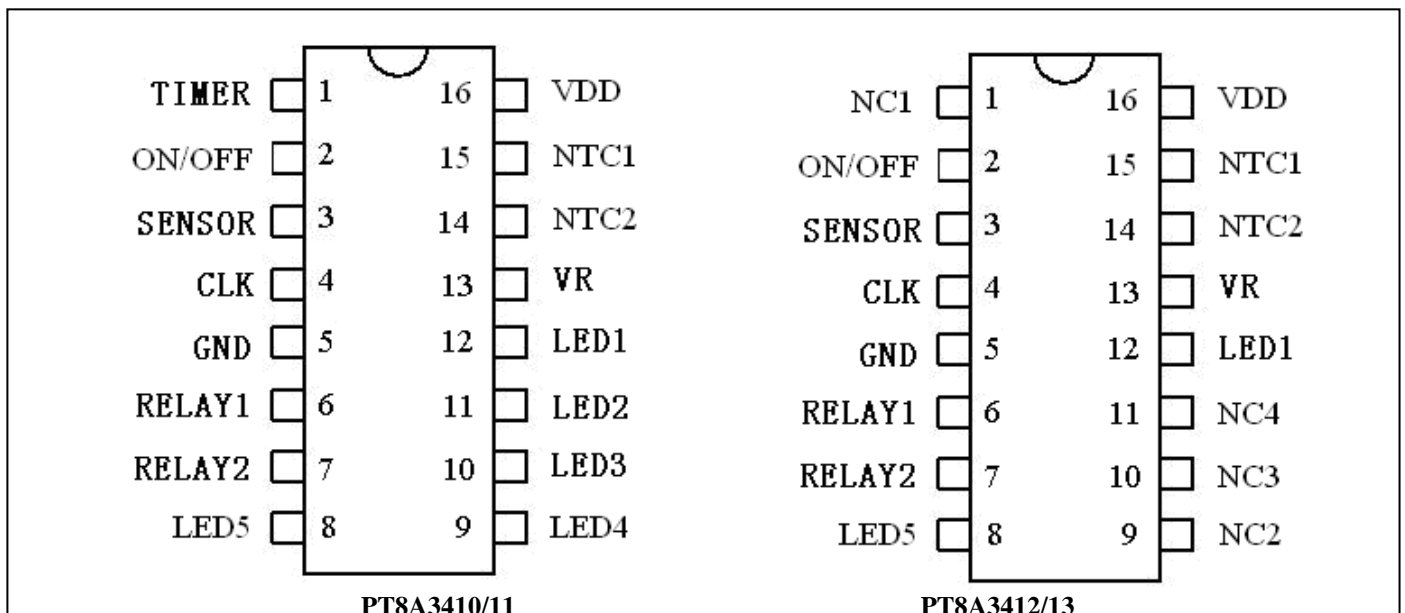 TIMER 1 16 VDD NC1 1 16 VDD
ON/OFF 2 15 NTC1 ON/OFF 2 15 NTC1
SENSOR 3 14 NTC2 SENSOR 3 14 NTC2
CLK 4 13 VR CLK 4 13 VR
GND 5 12 LED1 GND 5 12 LED1
RELAY1 6 11 LED2 RELAY1 6 11 NC4
RELAY2 7 10 LED3 RELAY2 7 10 NC3
LED5 8 9 LED4 LED5 8 9 NC2
PT8A3410/11 PT8A3412/13